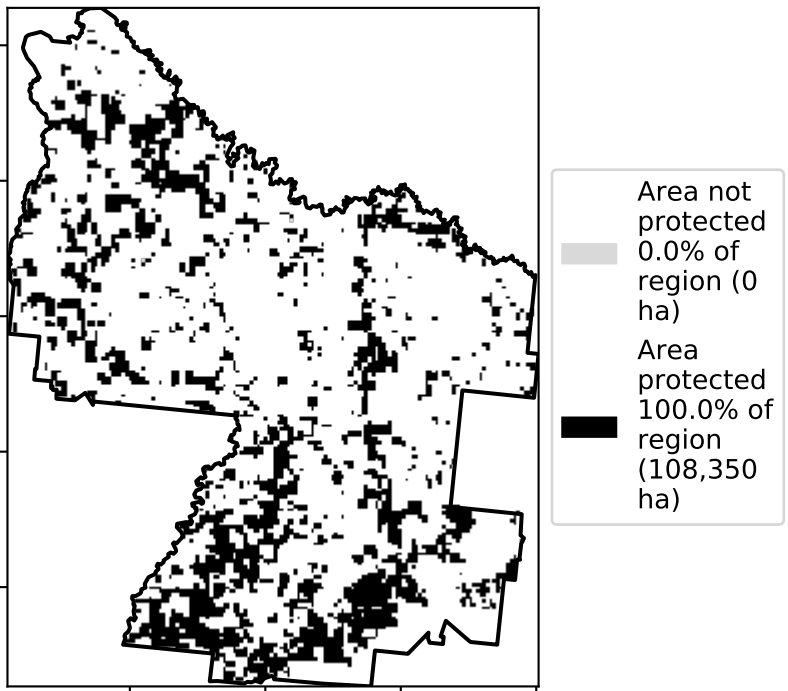 Area not
protected
0.0% of
region (0
ha)
Area
protected
100.0% of
region
(108,350
ha)